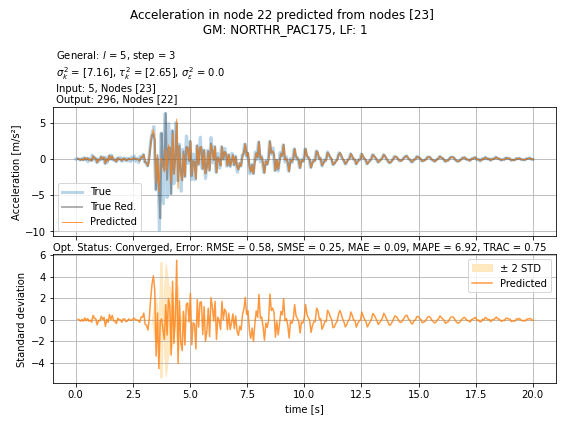 Acceleration in node 22 predicted from nodes [23]
GM: NORTHR_PAC175, LF: 1
General: l = 5, step = 3
σ²ₖ = [7.16], τ²ₖ = [2.65], σ²ₑ = 0.0
Input: 5, Nodes [23]
Output: 296, Nodes [22]
Acceleration [m/s²]
5
0
−5
−10
True
True Red.
Predicted
Opt. Status: Converged, Error: RMSE = 0.58, SMSE = 0.25, MAE = 0.09, MAPE = 6.92, TRAC = 0.75
Standard deviation
6
4
2
0
−2
−4
± 2 STD
Predicted
0.0 2.5 5.0 7.5 10.0 12.5 15.0 17.5 20.0
time [s]